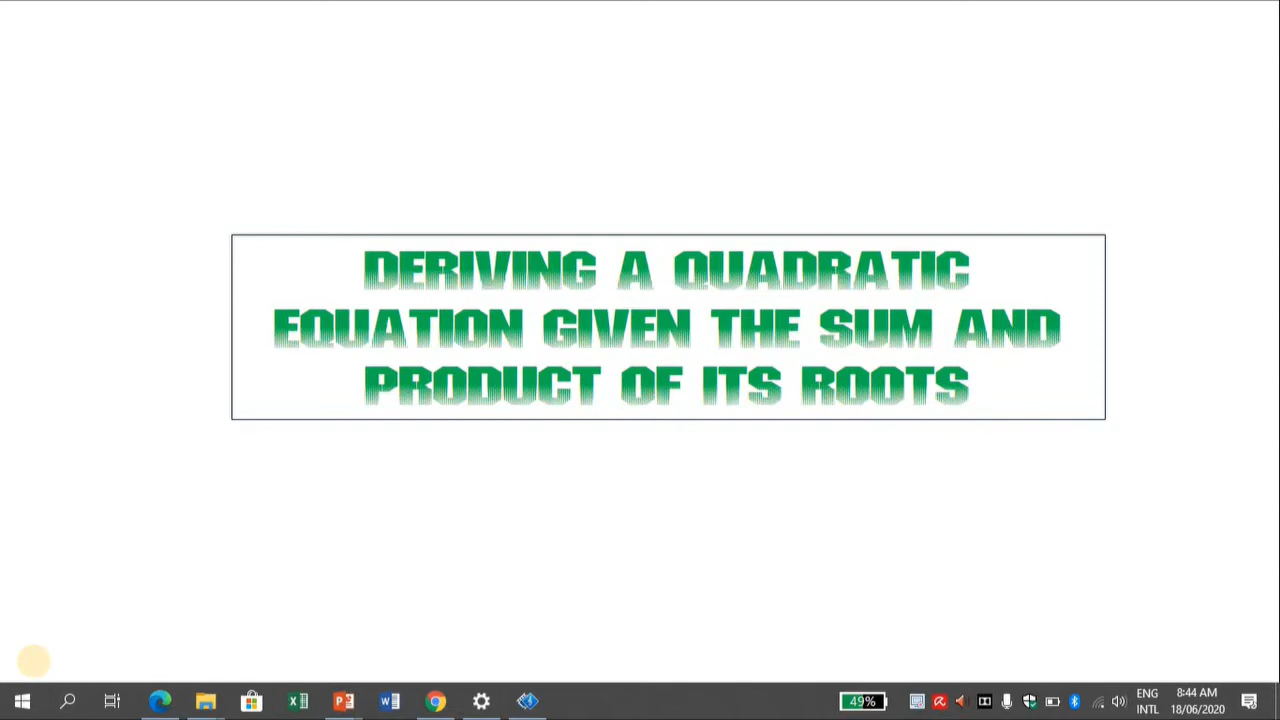 DERIVING A QUADRATIC
EQUATION GIVEN THE SUM AND
PRODUCT OF ITS ROOTS
49%
ENG
INTL
8:44 AM
18/06/2020